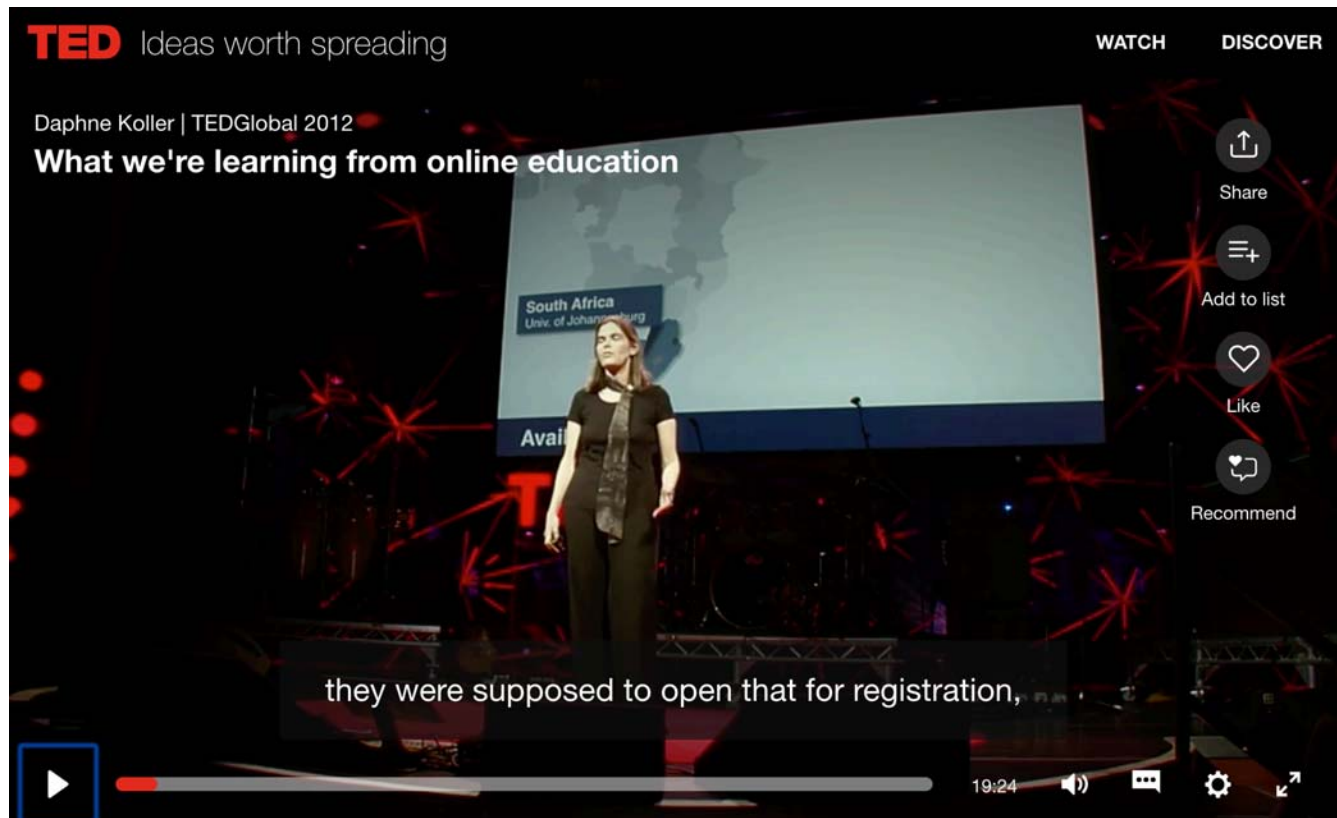 TED Ideas worth spreading
WATCH DISCOVER
Daphne Koller | TEDGlobal 2012
What we're learning from online education
Share
Add to list
Like
Recommend
South Africa
Univ. of Johannesburg
Avai
T
they were supposed to open that for registration,
19:24